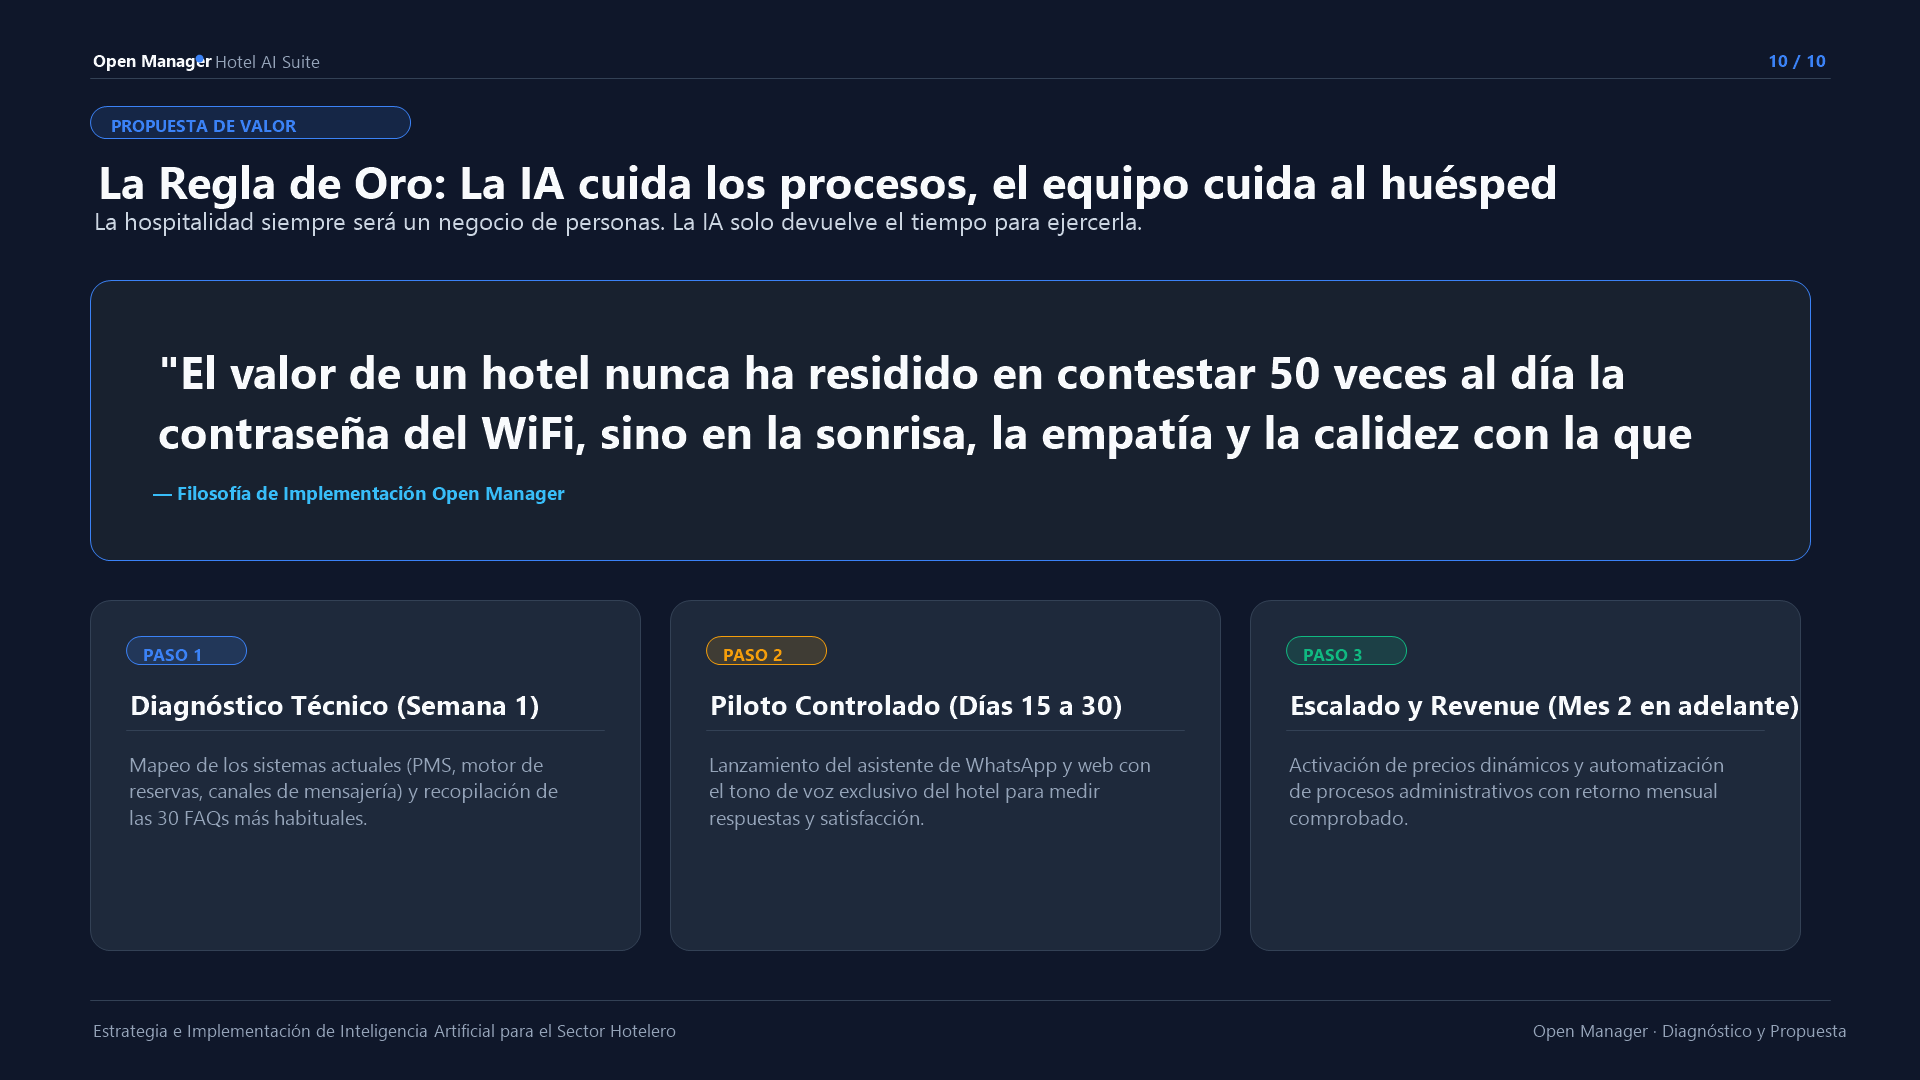 Open Manager Hotel AI Suite
10 / 10
PROPUESTA DE VALOR
La Regla de Oro: La IA cuida los procesos, el equipo cuida al huésped
La hospitalidad siempre será un negocio de personas. La IA solo devuelve el tiempo para ejercerla.
"El valor de un hotel nunca ha residido en contestar 50 veces al día la
contraseña del WiFi, sino en la sonrisa, la empatía y la calidez con la que
— Filosofía de Implementación Open Manager
PASO 1
Diagnóstico Técnico (Semana 1)
Mapeo de los sistemas actuales (PMS, motor de
reservas, canales de mensajería) y recopilación de
las 30 FAQs más habituales.
PASO 2
Piloto Controlado (Días 15 a 30)
Lanzamiento del asistente de WhatsApp y web con
el tono de voz exclusivo del hotel para medir
respuestas y satisfacción.
PASO 3
Escalado y Revenue (Mes 2 en adelante)
Activación de precios dinámicos y automatización
de procesos administrativos con retorno mensual
comprobado.
Estrategia e Implementación de Inteligencia Artificial para el Sector Hotelero
Open Manager · Diagnóstico y Propuesta